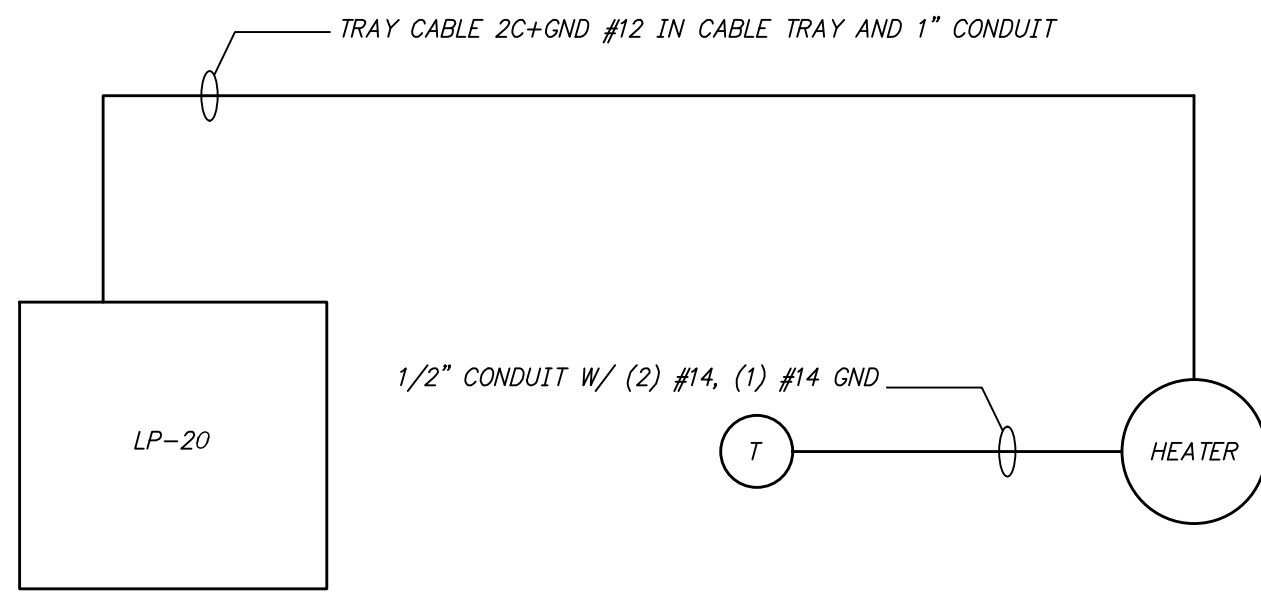 TRAY CABLE 2C+GND #12 IN CABLE TRAY AND 1" CONDUIT
1/2" CONDUIT W/ (2) #14, (1) #14 GND
LP-20
T
HEATER